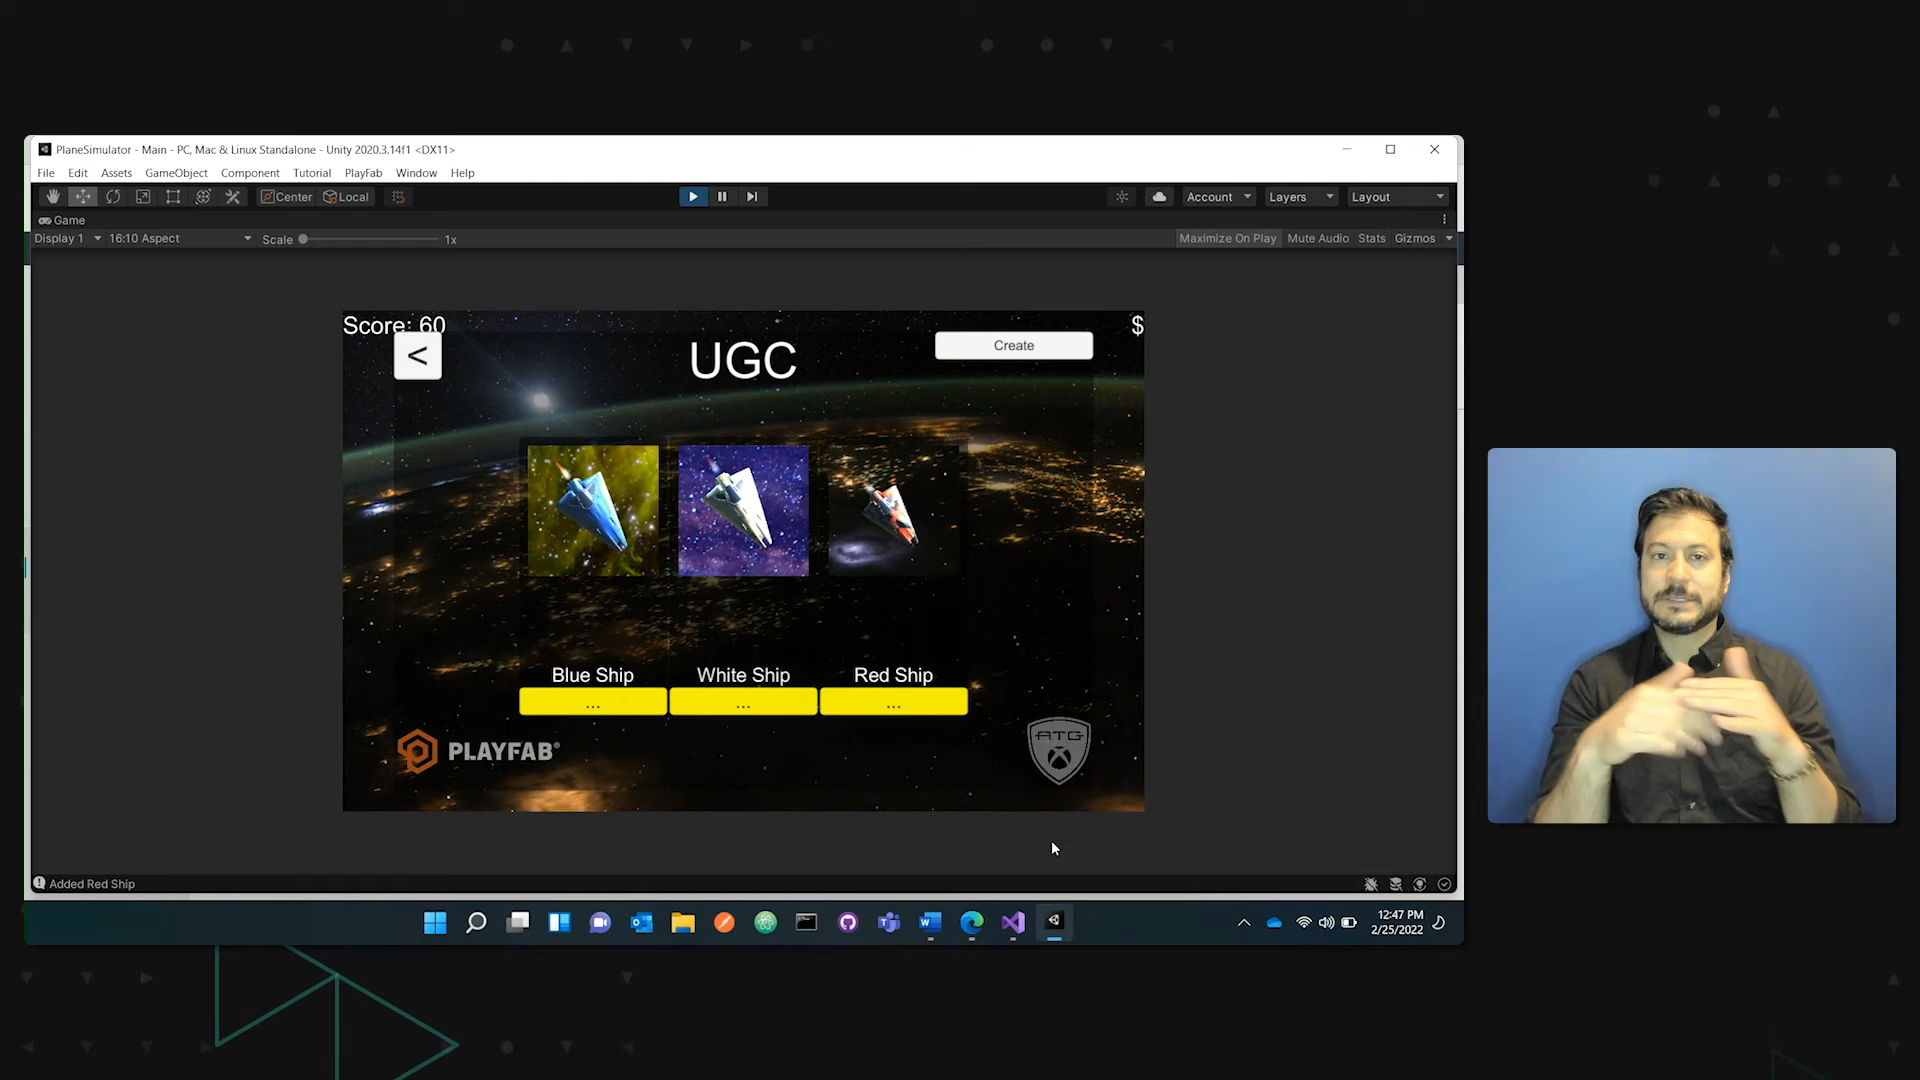 PlaneSimulator - Main - PC, Mac & Linux Standalone - Unity 2020.3.14f1 <DX11>
File Edit Assets GameObject Component Tutorial PlayFab Window Help
Center Local Account Layers Layout
Game
Display 1 16:10 Aspect Scale 1x Maximize On Play Mute Audio Stats Gizmos
Score: 60 $
< UGC Create
Blue Ship White Ship Red Ship
... ... ...
PLAYFAB® ATG
Added Red Ship
12:47 PM
2/25/2022